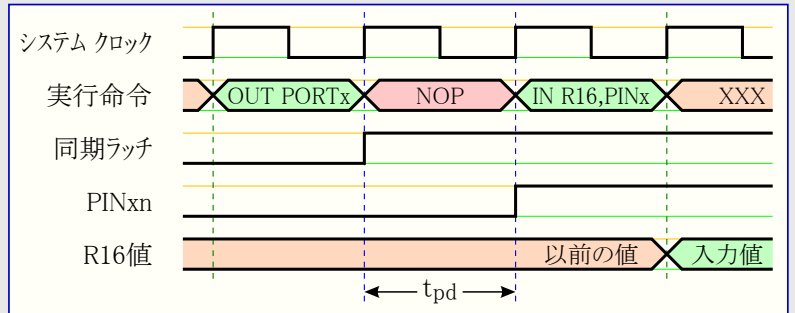 システム クロック
実行命令 OUT PORTx NOP IN R16,PINx XXX
同期ラッチ
PINxn
R16値 以前の値 入力値
tpd